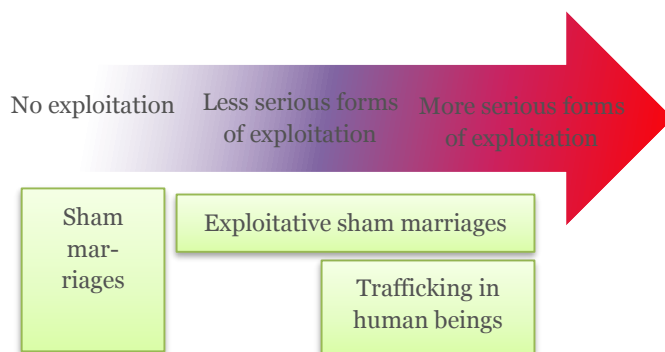 No exploitation
Less serious forms
of exploitation
More serious forms
of exploitation
Sham
mar-
riages
Exploitative sham marriages
Trafficking in
human beings